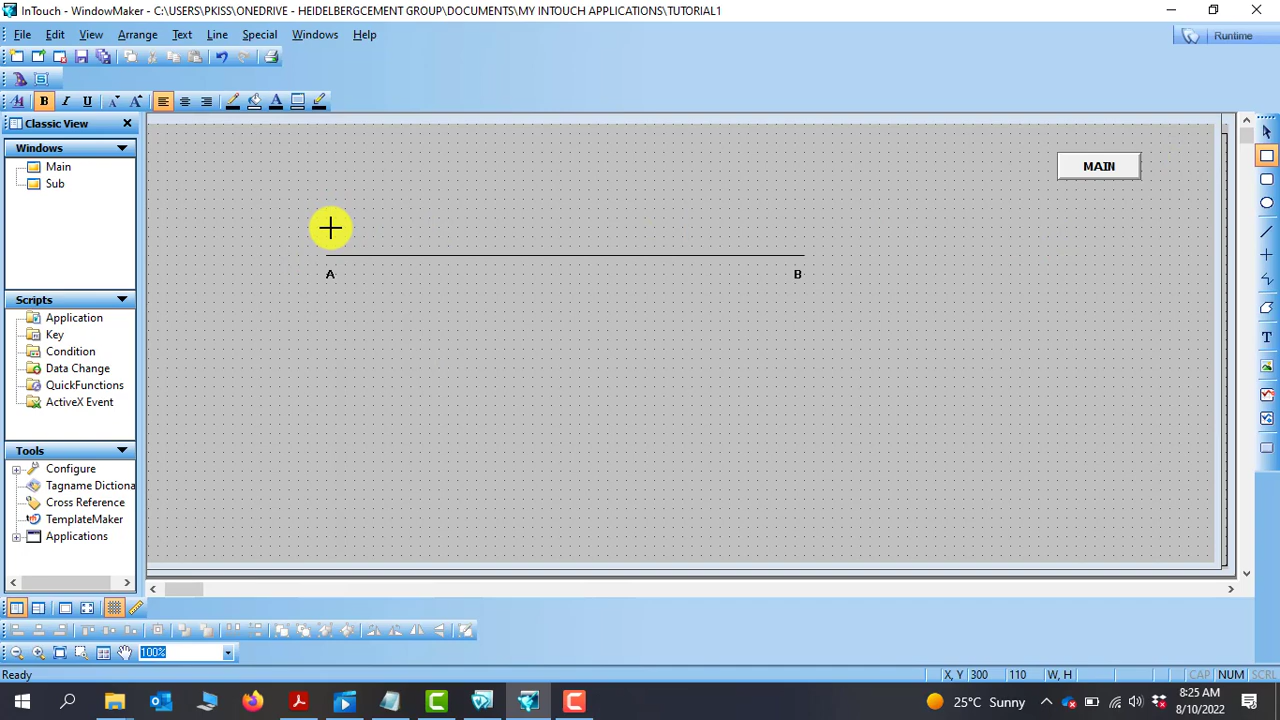 InTouch - WindowMaker - C:\USERS\PKISS\ONEDRIVE - HEIDELBERGCEMENT GROUP\DOCUMENTS\MY INTOUCH APPLICATIONS\TUTORIAL1
File Edit View Arrange Text Line Special Windows Help
Runtime
Classic View
Windows
Main
Sub
MAIN
A B
Scripts
Application
Key
Condition
Data Change
QuickFunctions
ActiveX Event
Tools
Configure
Tagname Dictiona
Cross Reference
TemplateMaker
Applications
100%
Ready X, Y 300 110 W, H CAP NUM SCRL
25°C Sunny 8:25 AM
8/10/2022